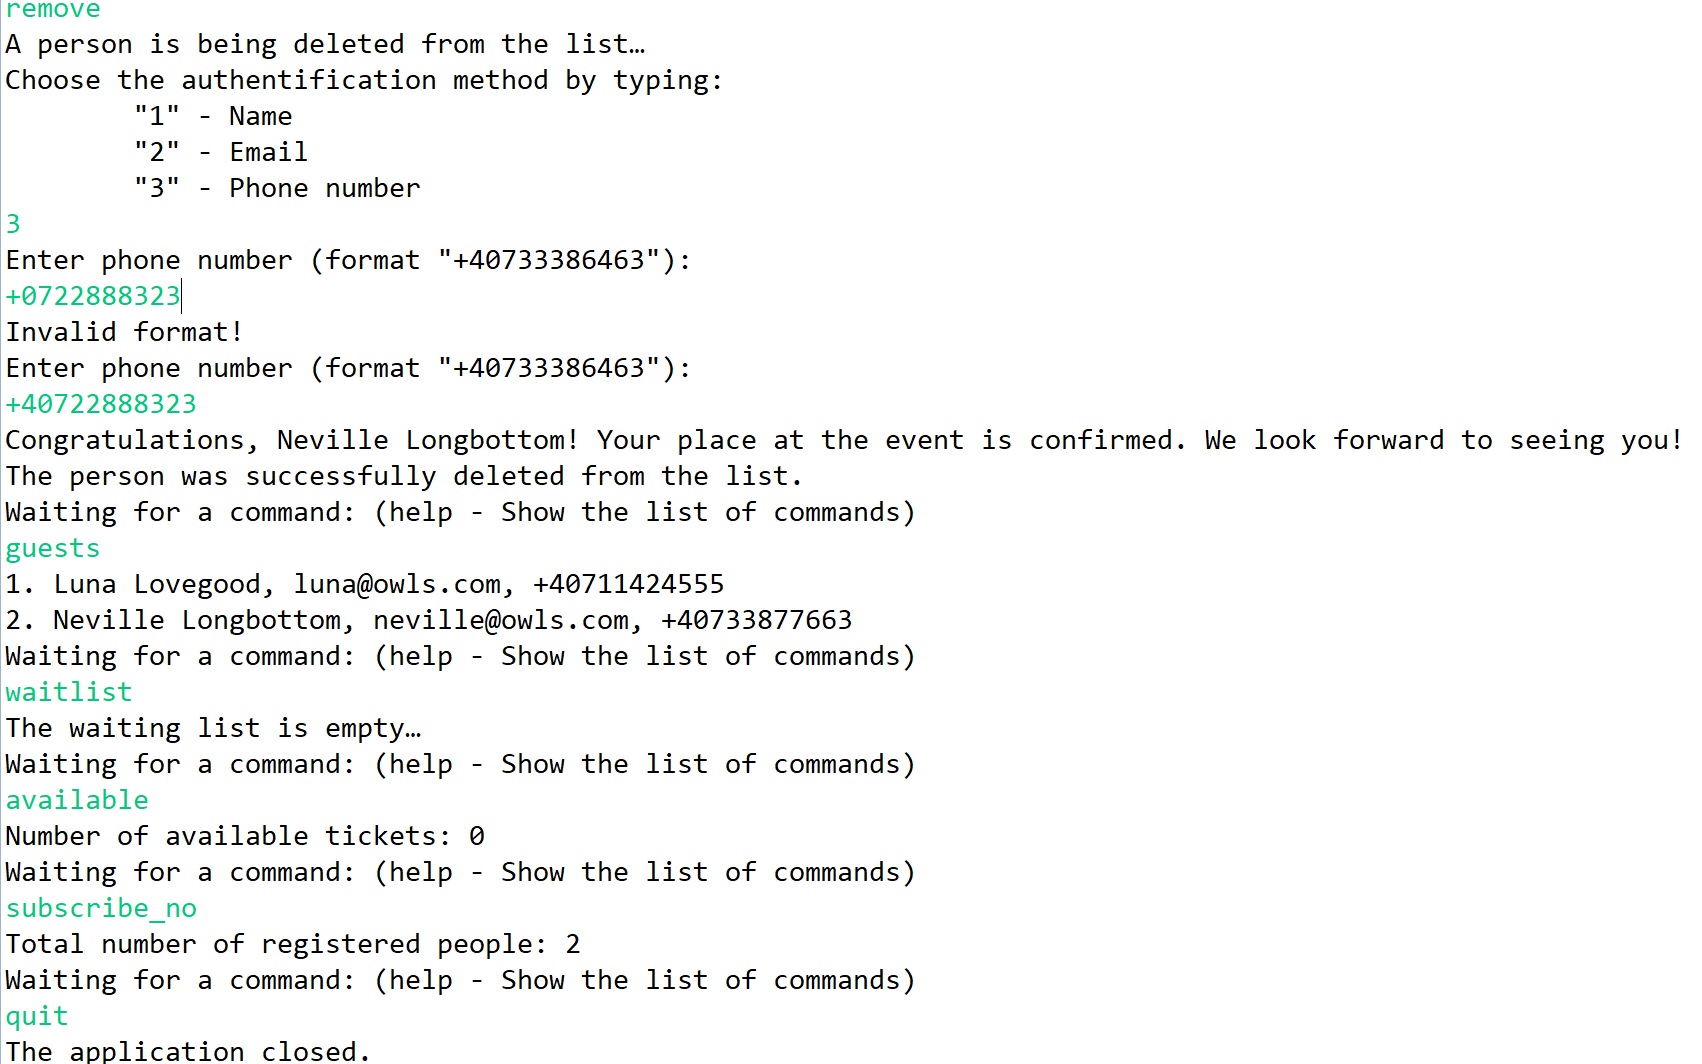 remove
A person is being deleted from the list…
Choose the authentification method by typing:
"1" - Name
"2" - Email
"3" - Phone number
3
Enter phone number (format "+40733386463"):
+0722888323
Invalid format!
Enter phone number (format "+40733386463"):
+40722888323
Congratulations, Neville Longbottom! Your place at the event is confirmed. We look forward to seeing you!
The person was successfully deleted from the list.
Waiting for a command: (help - Show the list of commands)
guests
1. Luna Lovegood, luna@owls.com, +40711424555
2. Neville Longbottom, neville@owls.com, +40733877663
Waiting for a command: (help - Show the list of commands)
waitlist
The waiting list is empty…
Waiting for a command: (help - Show the list of commands)
available
Number of available tickets: 0
Waiting for a command: (help - Show the list of commands)
subscribe_no
Total number of registered people: 2
Waiting for a command: (help - Show the list of commands)
quit
The application closed.